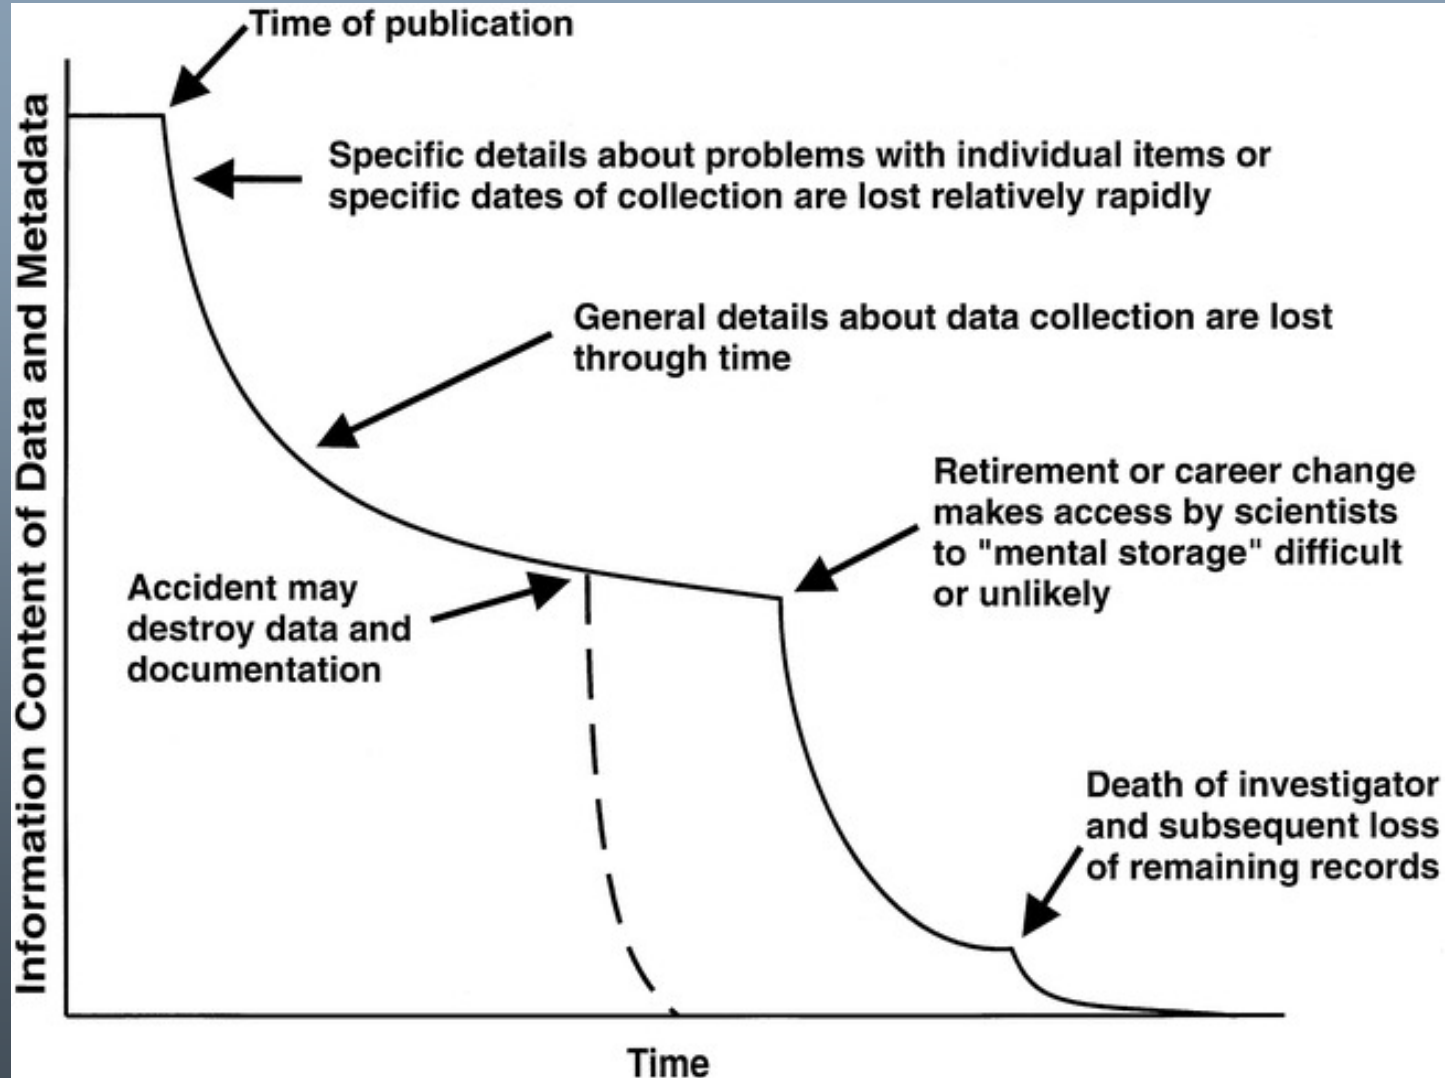 Time of publication
Specific details about problems with individual items or
specific dates of collection are lost relatively rapidly
General details about data collection are lost
through time
Retirement or career change
makes access by scientists
to "mental storage" difficult
or unlikely
Accident may
destroy data and
documentation
Death of investigator
and subsequent loss
of remaining records
Information Content of Data and Metadata
Time